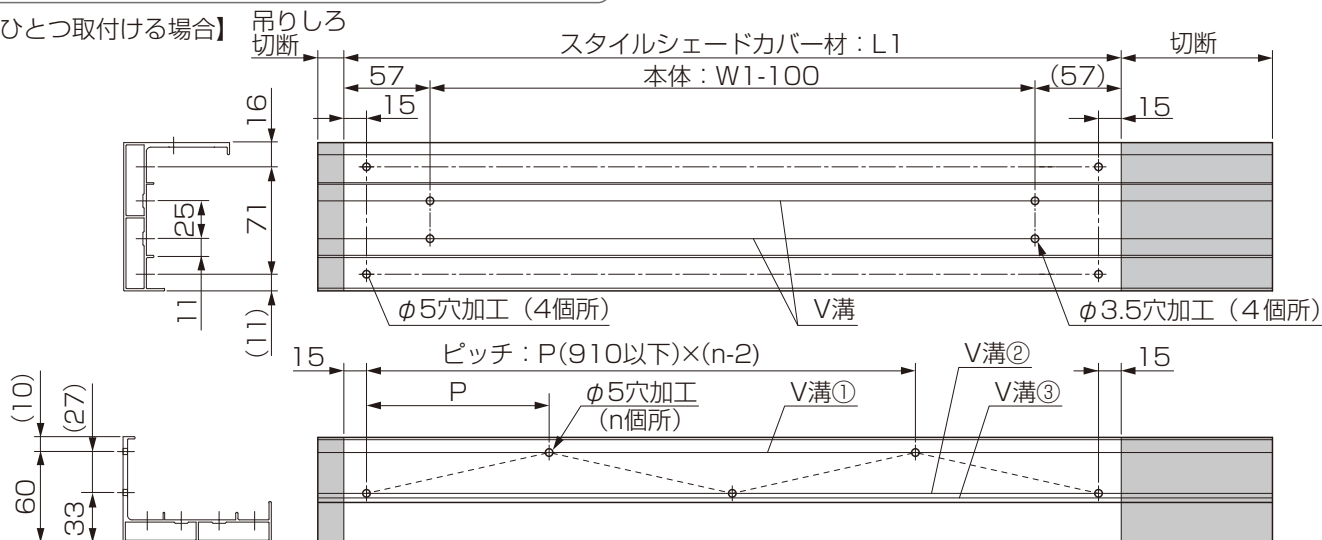 ひとつ取付ける場合】
吊りしろ
切断
スタイルシェードカバー材：L1
切断
57
本体：W1-100
(57)
15
15
16
71
25
11
(11)
φ5穴加工（4個所）
V溝
φ3.5穴加工（4個所）
15
ピッチ：P(910以下)×(n-2)
V溝②
15
P
φ5穴加工
(n個所)
V溝①
V溝③
(10)
(27)
60
33